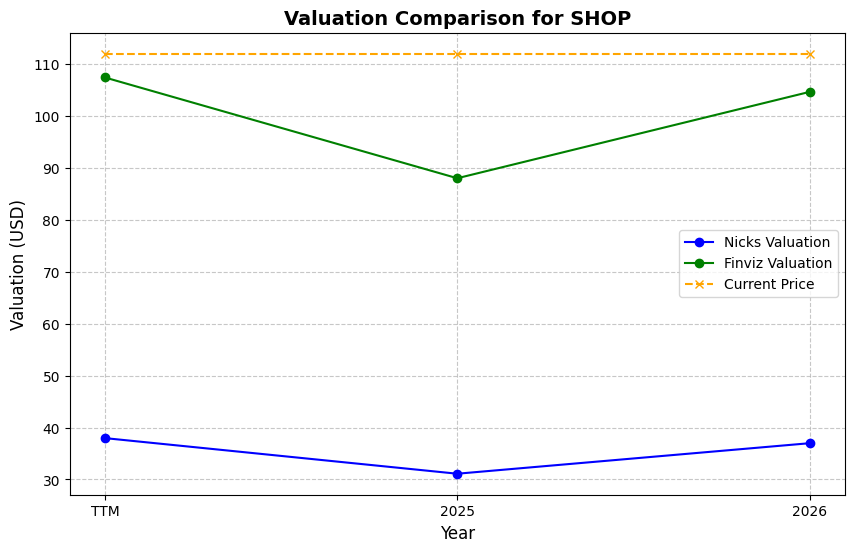 Valuation Comparison for SHOP
Valuation (USD)
110
100
90
80
70
60
50
40
30
Nicks Valuation
Finviz Valuation
Current Price
TTM
2025
2026
Year